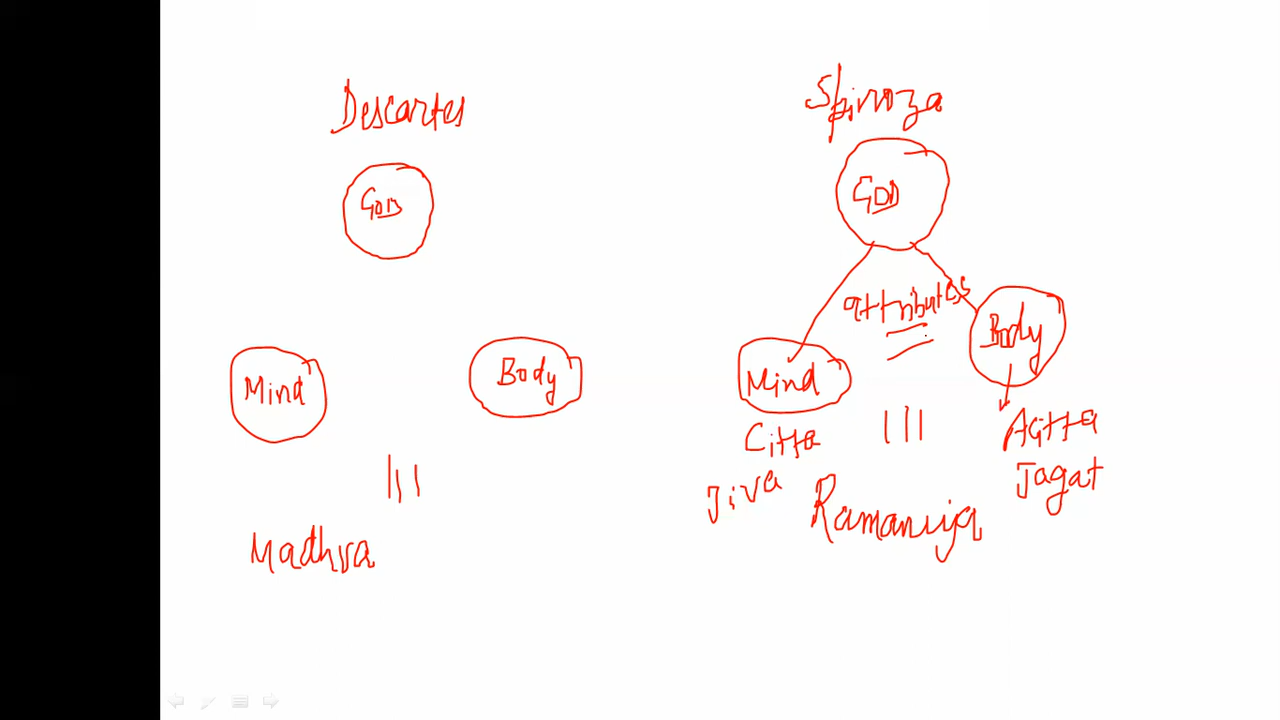 Descartes
GOD
Mind
Body
|||
Madhva
Spinoza
GOD
attributes
Mind
Body
Citta
Jiva
|||
Acitta
Jagat
Ramanuja